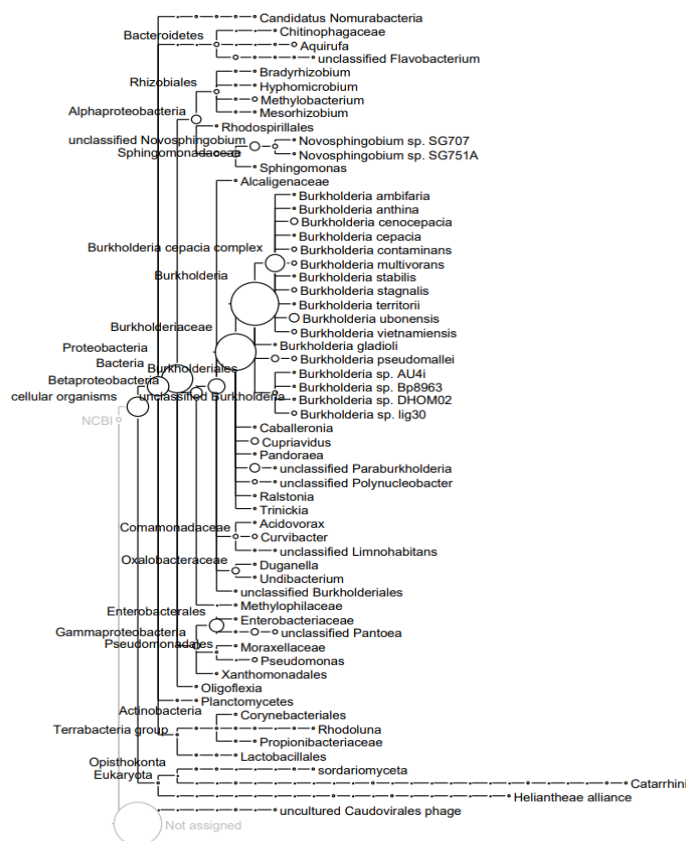 Candidatus Nomurabacteria
Chitinophagaceae
Bacteroidetes
Aquirufa
unclassified Flavobacterium
Bradyrhizobium
Rhizobiales
Hyphomicrobium
Methylobacterium
Alphaproteobacteria
Mesorhizobium
Rhodospirillales
unclassified Novosphingobium
Novosphingobium sp. SG707
Sphingomonadaceae
Novosphingobium sp. SG751A
Sphingomonas
Alcaligenaceae
Burkholderia ambifaria
Burkholderia anthina
Burkholderia cenocepacia
Burkholderia cepacia
Burkholderia cepacia complex
Burkholderia contaminans
Burkholderia multivorans
Burkholderia
Burkholderia stabilis
Burkholderia stagnalis
Burkholderia territorii
Burkholderia ubonensis
Burkholderiaceae
Burkholderia vietnamiensis
Proteobacteria
Burkholderia gladioli
Burkholderia pseudomallei
Bacteria
Burkholderiales
Burkholderia sp. AU4i
Betaproteobacteria
Burkholderia sp. Bp8963
cellular organisms
unclassified Burkholderia
Burkholderia sp. DHOM02
Burkholderia sp. lig30
NCBI
Caballeronia
Cupriavidus
Pandoraea
unclassified Paraburkholderia
unclassified Polynucleobacter
Ralstonia
Trinickia
Acidovorax
Comamonadaceae
Curvibacter
unclassified Limnohabitans
Oxalobacteraceae
Duganella
Undibacterium
unclassified Burkholderiales
Methylophilaceae
Enterobacterales
Enterobacteriaceae
Gammaproteobacteria
unclassified Pantoea
Pseudomonadales
Moraxellaceae
Pseudomonas
Xanthomonadales
Oligoflexia
Planctomycetes
Actinobacteria
Corynebacteriales
Terrabacteria group
Rhodoluna
Propionibacteriaceae
Lactobacillales
Opisthokonta
sordariomyceta
Eukaryota
Catarrhini
Heliantheae alliance
uncultured Caudovirales phage
Not assigned